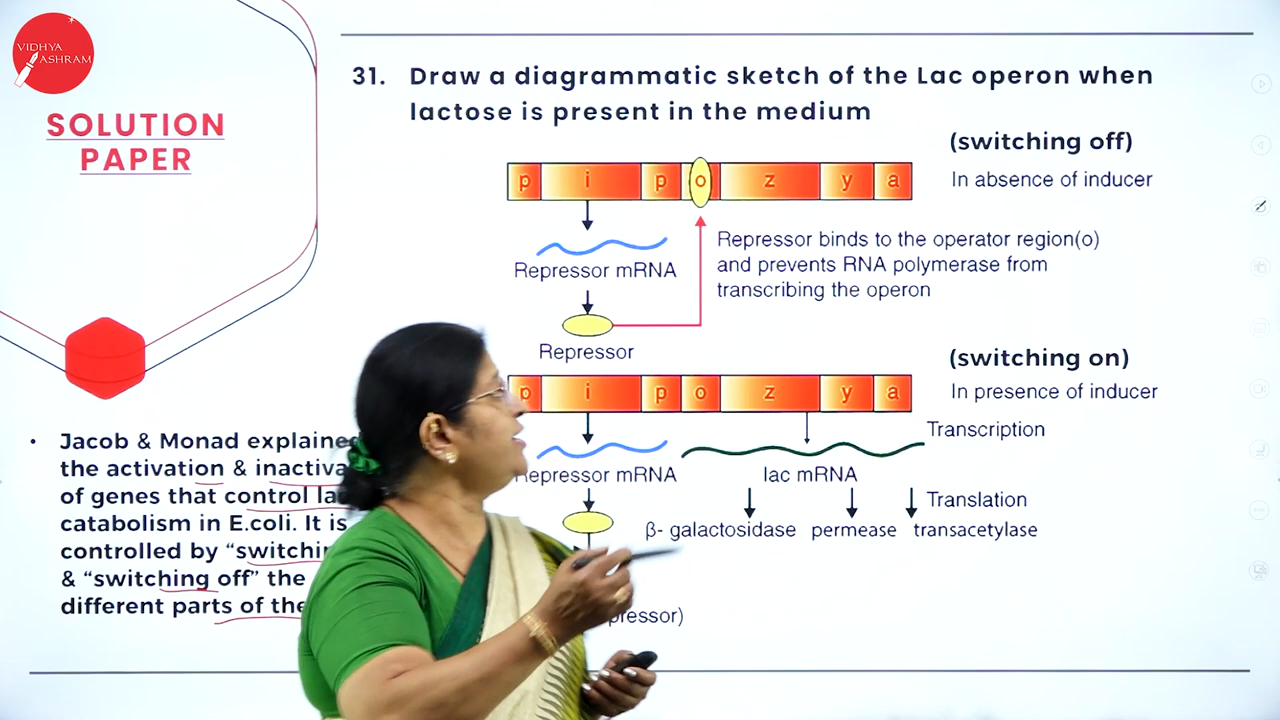 VIDHYA
ASHRAM
SOLUTION
PAPER
31. Draw a diagrammatic sketch of the Lac operon when
lactose is present in the medium
(switching off)
p i p o z y a
In absence of inducer
Repressor mRNA
Repressor binds to the operator region(o)
and prevents RNA polymerase from
transcribing the operon
Repressor
(switching on)
p i p o z y a
In presence of inducer
Transcription
Repressor mRNA
lac mRNA
Translation
β- galactosidase permease transacetylase
• Jacob & Monad explained
the activation & inactiva
of genes that control la
catabolism in E.coli. It is
controlled by “switchi
& “switching off” the
different parts of the
pressor)